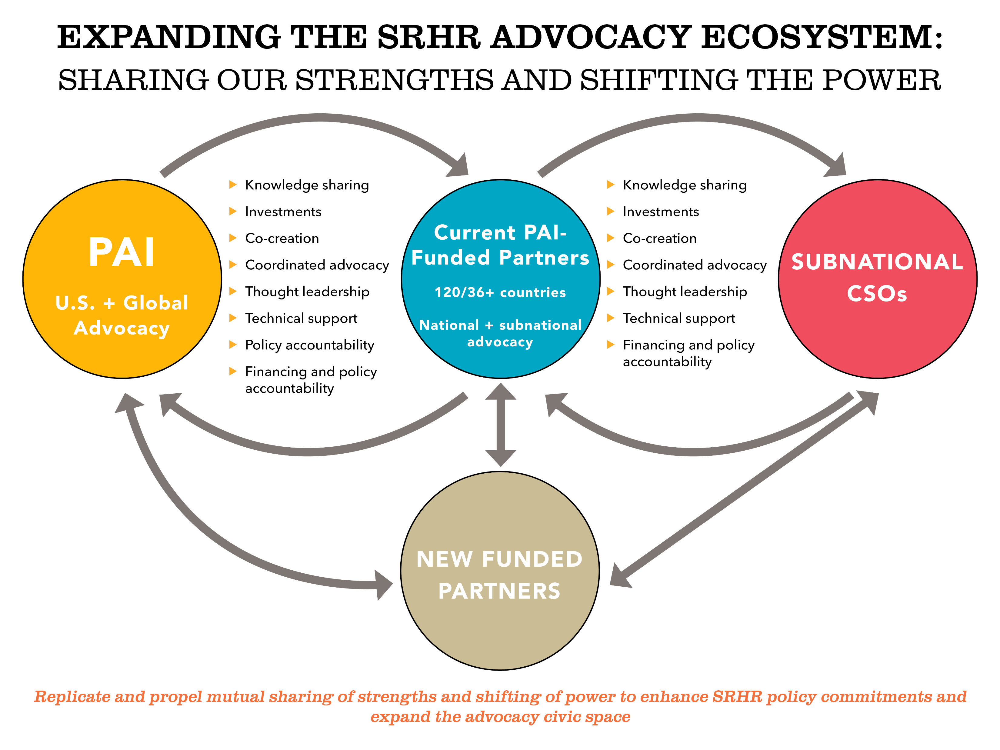 EXPANDING THE SRHR ADVOCACY ECOSYSTEM:
SHARING OUR STRENGTHS AND SHIFTING THE POWER
PAI
U.S. + Global
Advocacy
Knowledge sharing
Investments
Co-creation
Coordinated advocacy
Thought leadership
Technical support
Policy accountability
Financing and policy
accountability
Current PAI-
Funded Partners
120/36+ countries
National + subnational
advocacy
Knowledge sharing
Investments
Co-creation
Coordinated advocacy
Thought leadership
Technical support
Financing and policy
accountability
SUBNATIONAL
CSOs
NEW FUNDED
PARTNERS
Replicate and propel mutual sharing of strengths and shifting of power to enhance SRHR policy commitments and
expand the advocacy civic space